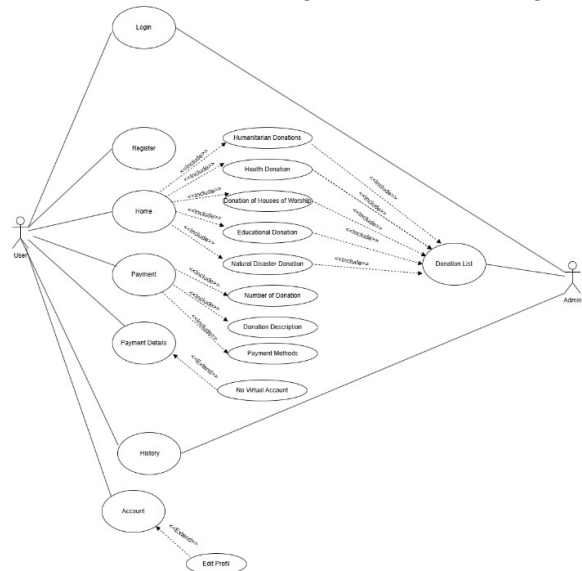 Login
Register
Home
Payment
Payment Details
History
Account
Edit Profil
User
Admin
Humanitarian Donations
Health Donation
Donation of Houses of Worship
Educational Donation
Natural Disaster Donation
Number of Donation
Donation Description
Payment Methods
No Virtual Account
Donation List
<<Include>>
<<Include>>
<<Include>>
<<Include>>
<<Include>>
<<Include>>
<<Include>>
<<Include>>
<<Include>>
<<Include>>
<<Include>>
<<Include>>
<<Include>>
<<Extend>>
<<Extend>>